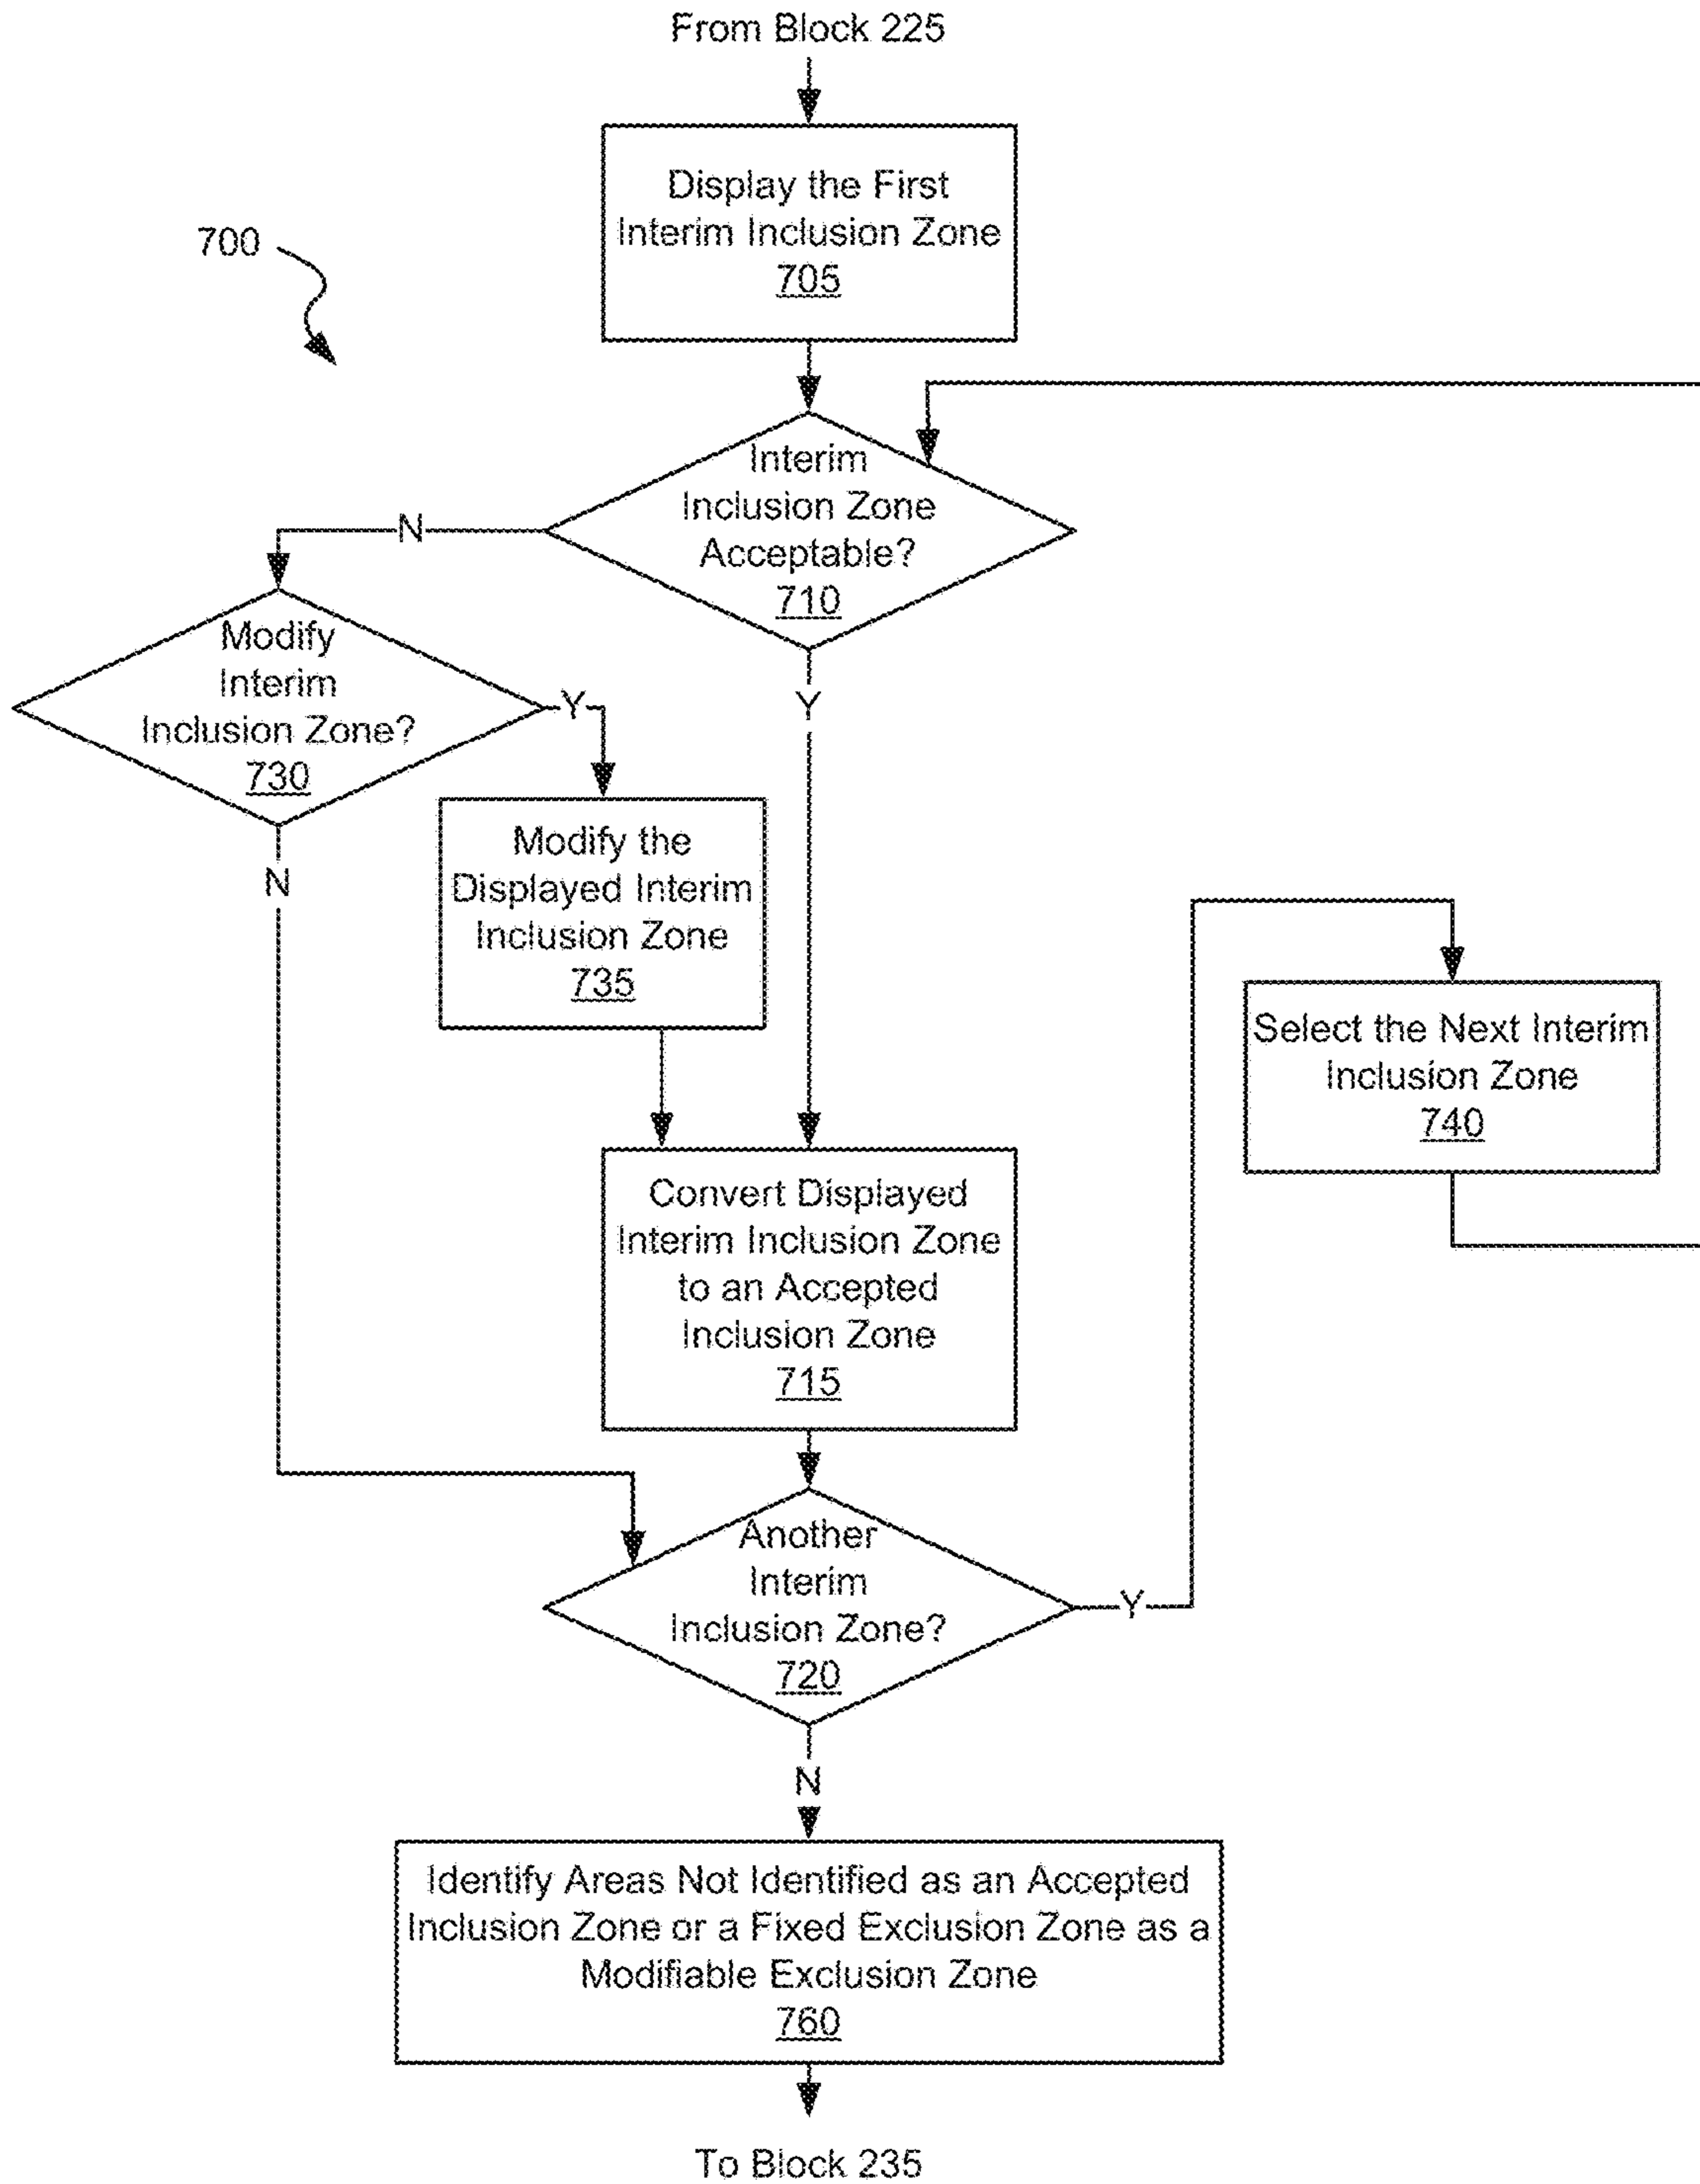 From Block 225
Display the First
Interim Inclusion Zone
705
700
Interim
Inclusion Zone
Acceptable?
710
N
Y
Modify
Interim
Inclusion Zone?
730
Y
N
Modify the
Displayed Interim
Inclusion Zone
735
Select the Next Interim
Inclusion Zone
740
Convert Displayed
Interim Inclusion Zone
to an Accepted
Inclusion Zone
715
Another
Interim
Inclusion Zone?
720
Y
N
Identify Areas Not Identified as an Accepted
Inclusion Zone or a Fixed Exclusion Zone as a
Modifiable Exclusion Zone
760
To Block 235